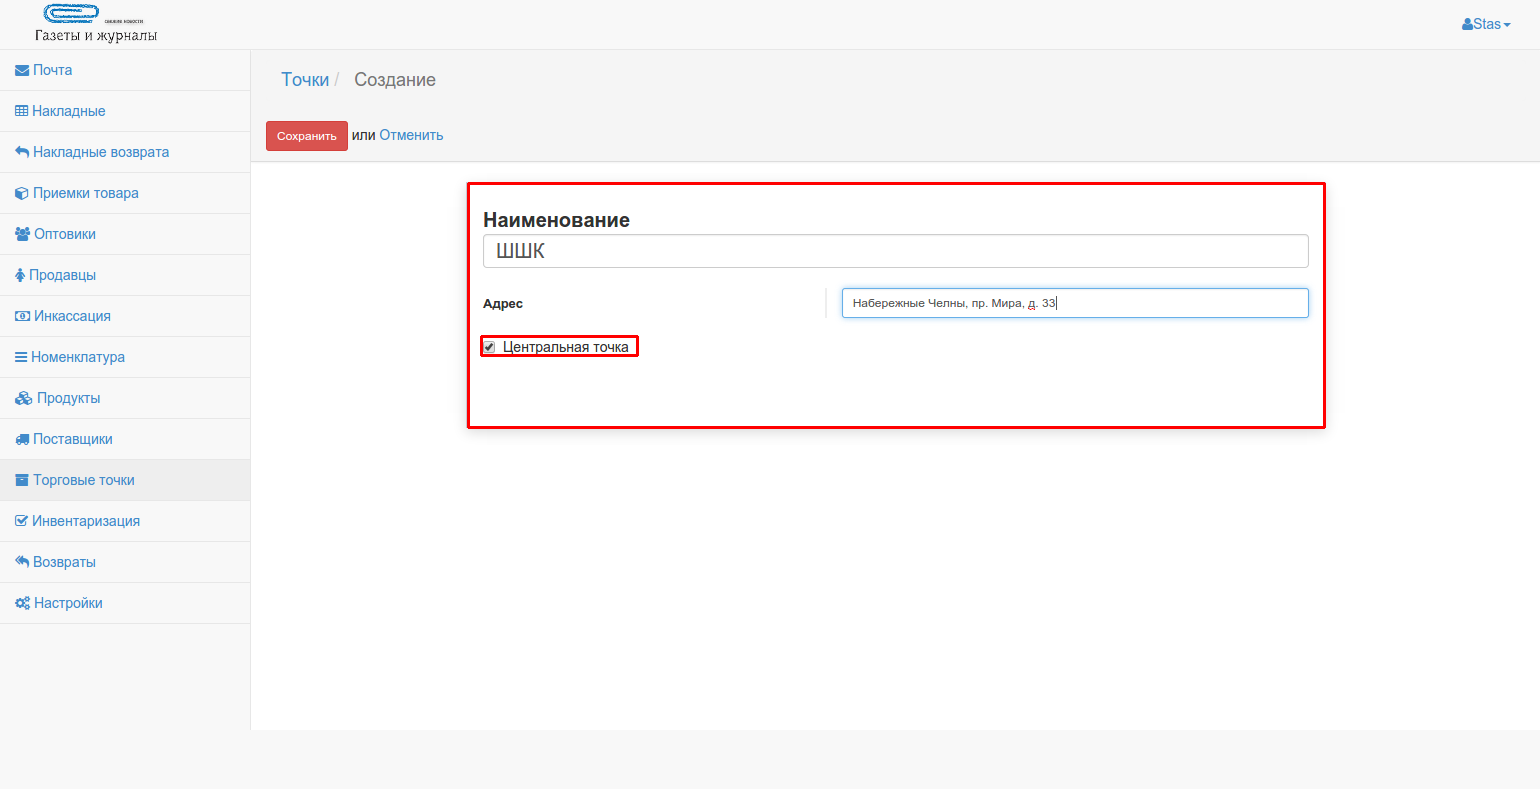 Газеты и журналы
Stas
Почта
Накладные
Накладные возврата
Приемки товара
Оптовики
Продавцы
Инкассация
Номенклатура
Продукты
Поставщики
Торговые точки
Инвентаризация
Возвраты
Настройки
Точки / Создание
Сохранить или Отменить
Наименование
ШШК
Адрес Набережные Челны, пр. Мира, д. 33
Центральная точка